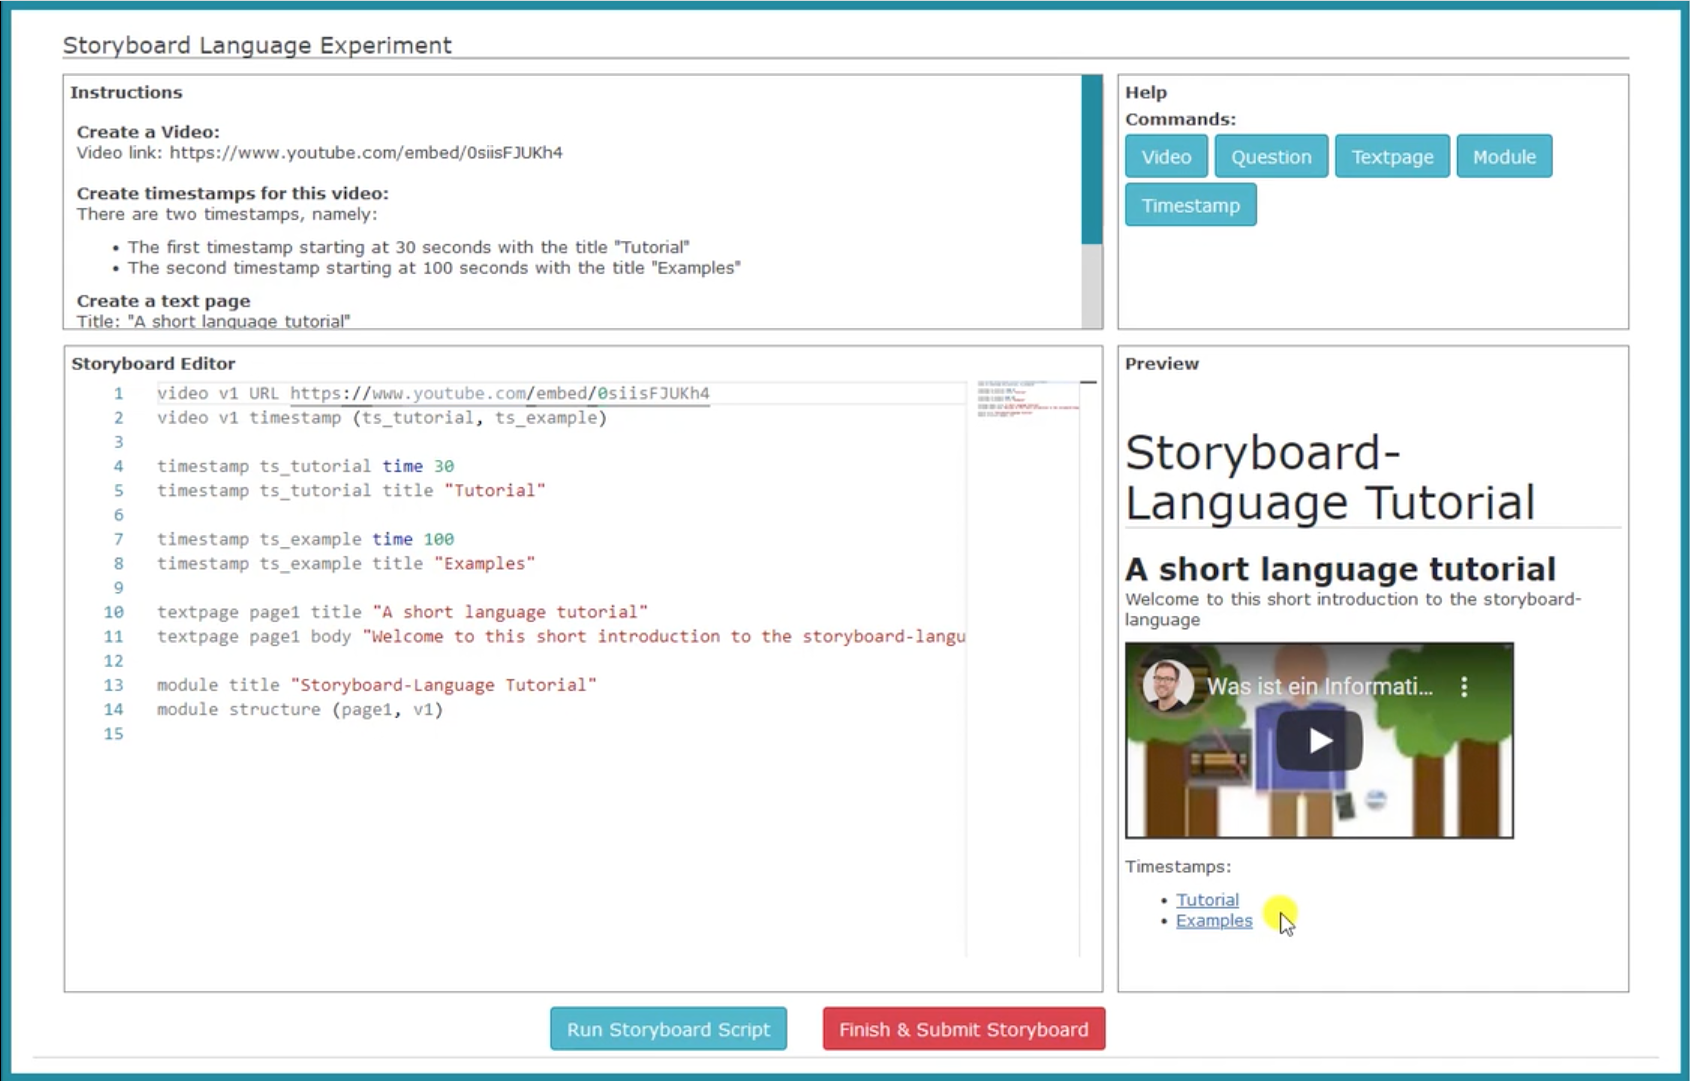 Storyboard Language Experiment
Instructions
Create a Video:
Video link: https://www.youtube.com/embed/0siisFJUKh4
Create timestamps for this video:
There are two timestamps, namely:
• The first timestamp starting at 30 seconds with the title "Tutorial"
• The second timestamp starting at 100 seconds with the title "Examples"
Create a text page
Title: "A short language tutorial"
Help
Commands:
Video Question Textpage Module
Timestamp
Storyboard Editor
1 video v1 URL https://www.youtube.com/embed/0siisFJUKh4
2 video v1 timestamp (ts_tutorial, ts_example)
3
4 timestamp ts_tutorial time 30
5 timestamp ts_tutorial title "Tutorial"
6
7 timestamp ts_example time 100
8 timestamp ts_example title "Examples"
9
10 textpage page1 title "A short language tutorial"
11 textpage page1 body "Welcome to this short introduction to the storyboard-langu
12
13 module title "Storyboard-Language Tutorial"
14 module structure (page1, v1)
15
Preview
Storyboard-
Language Tutorial
A short language tutorial
Welcome to this short introduction to the storyboard-
language
Was ist ein Informati...
Timestamps:
• Tutorial
• Examples
Run Storyboard Script Finish & Submit Storyboard